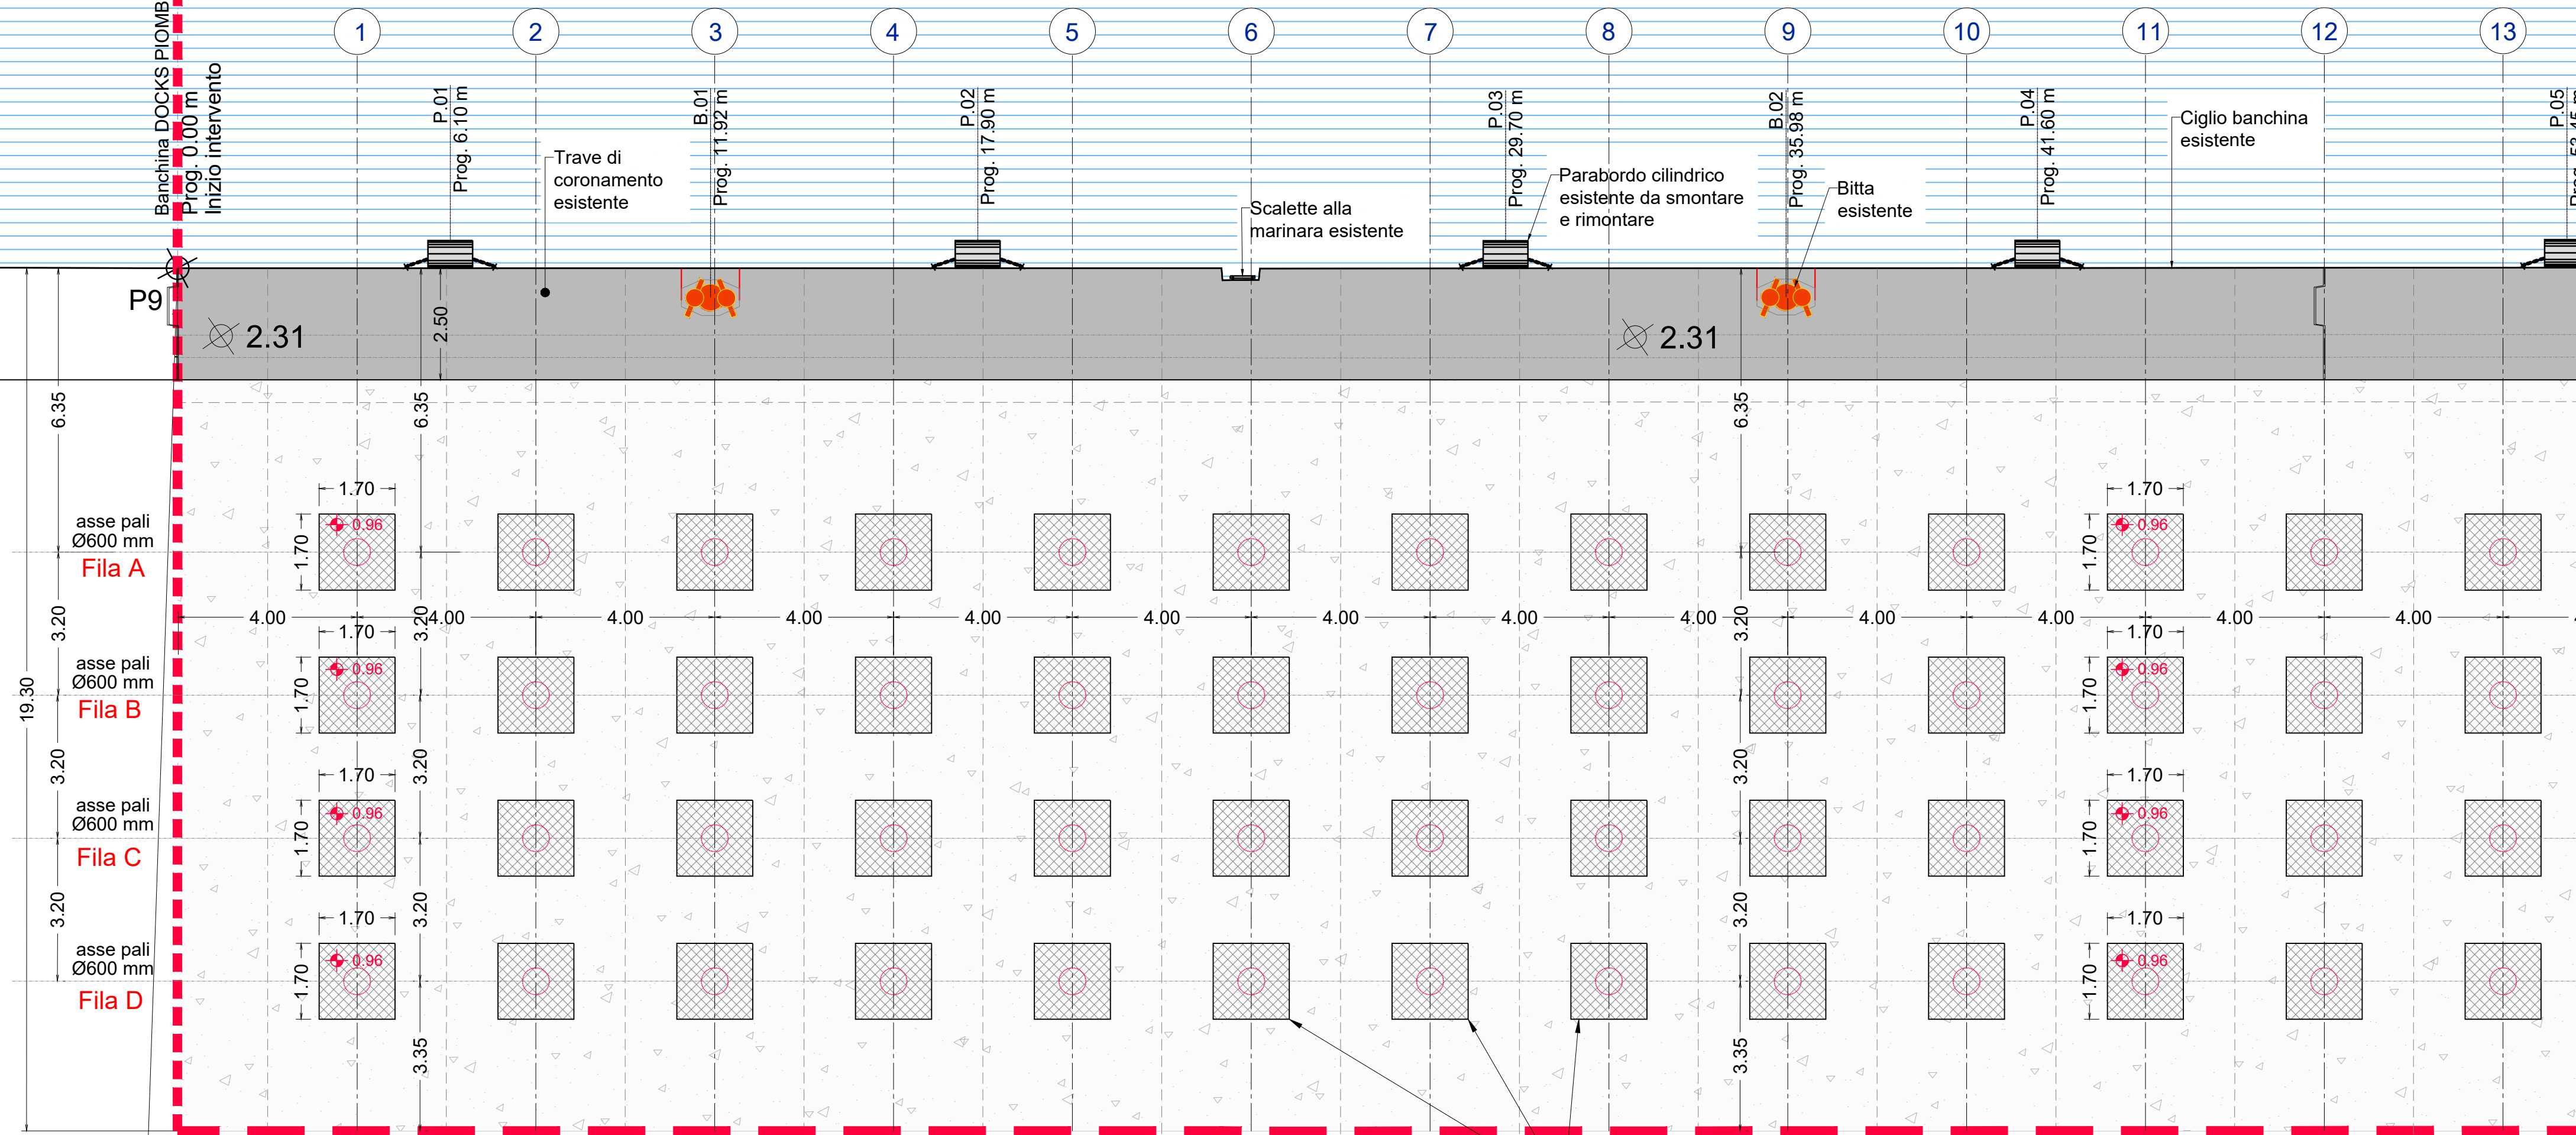 1 2 3 4 5 6 7 8 9 10 11 12 13
Banchina DOCKS PIOMB
Prog. 0.00 m
Inizio intervento
P.01
Prog. 6.10 m
B.01
Prog. 11.92 m
P.02
Prog. 17.90 m
P.03
Prog. 29.70 m
B.02
Prog. 35.98 m
P.04
Prog. 41.60 m
P.05
Trave di
coronamento
esistente
Scalette alla
marinara esistente
Parabordo cilindrico
esistente da smontare
e rimontare
Bitta
esistente
Ciglio banchina
esistente
P9
2.31
2.50
2.31
6.35
6.35
6.35
1.70
1.70
asse pali
Ø600 mm
Fila A
1.70
0.96
1.70
0.96
3.20
3.20
3.20
4.00 4.00 4.00 4.00 4.00 4.00 4.00 4.00 4.00 4.00 4.00 4.00 4.00
1.70
1.70
asse pali
Ø600 mm
Fila B
1.70
0.96
1.70
0.96
19.30
3.20
3.20
3.20
1.70
1.70
asse pali
Ø600 mm
Fila C
1.70
0.96
1.70
0.96
3.20
3.20
3.20
1.70
1.70
asse pali
Ø600 mm
Fila D
1.70
0.96
1.70
0.96
3.35
3.35